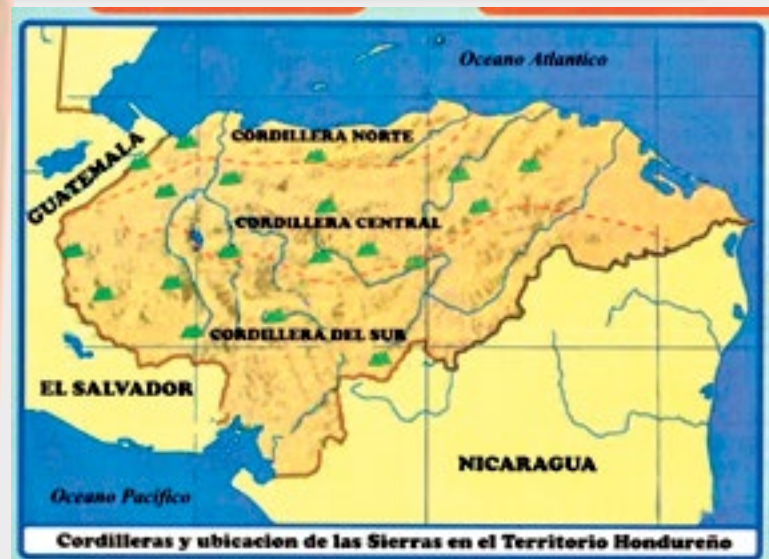 Oceano Atlantico
CORDILLERA NORTE
GUATEMALA
CORDILLERA CENTRAL
CORDILLERA DEL SUR
EL SALVADOR
NICARAGUA
Oceano Pacifico
Cordilleras y ubicacion de las Sierras en el Territorio Hondureño